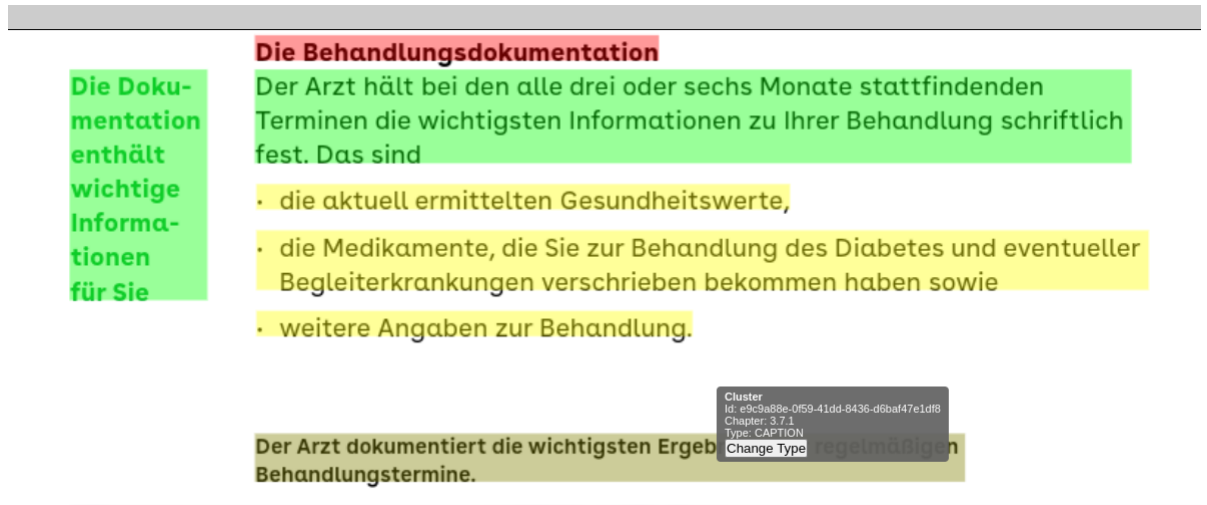 Die Behandlungsdokumentation
Die Doku-
mentation
enthält
wichtige
Informa-
tionen
für Sie
Der Arzt hält bei den alle drei oder sechs Monate stattfindenden
Terminen die wichtigsten Informationen zu Ihrer Behandlung schriftlich
fest. Das sind
· die aktuell ermittelten Gesundheitswerte,
· die Medikamente, die Sie zur Behandlung des Diabetes und eventueller
Begleiterkrankungen verschrieben bekommen haben sowie
· weitere Angaben zur Behandlung.
Cluster
Id: e9c9a88e-0f59-41dd-8436-d6baf47e1df8
Chapter: 3.7.1
Type: CAPTION
Change Type
Der Arzt dokumentiert die wichtigsten Ergeb regelmäßigen
Behandlungstermine.